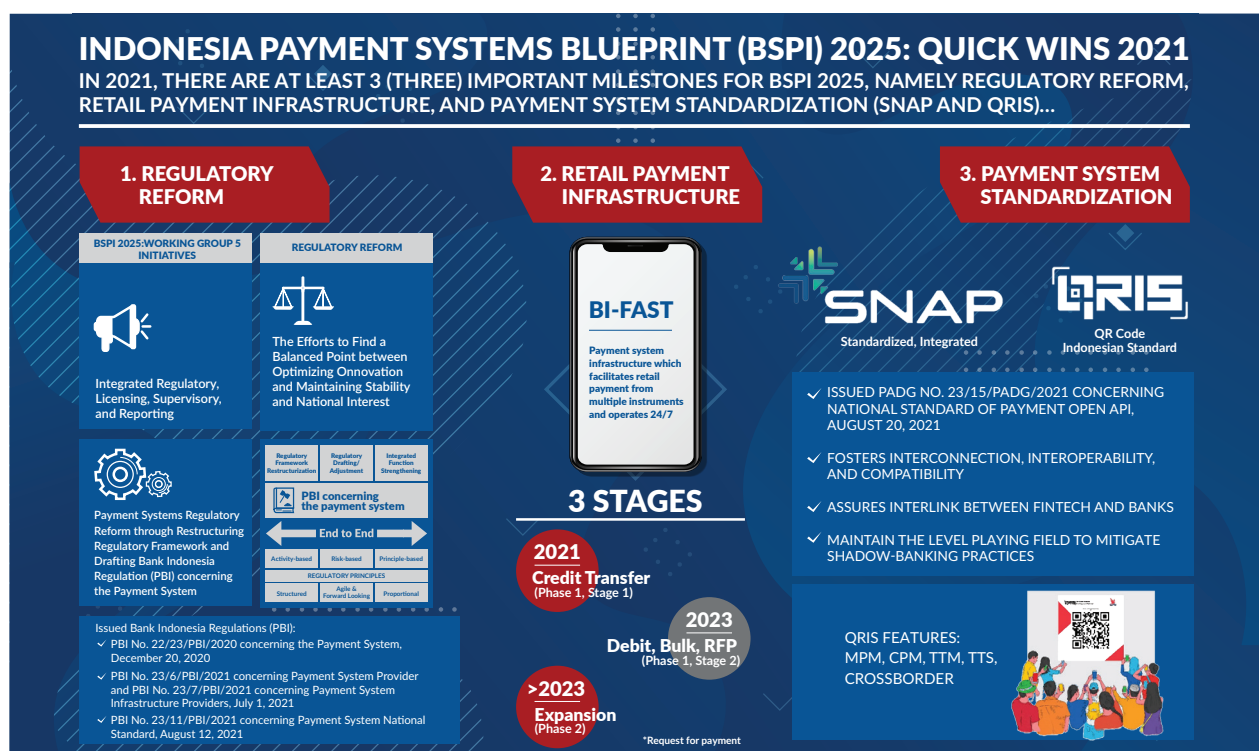 INDONESIA PAYMENT SYSTEMS BLUEPRINT (BSPI) 2025: QUICK WINS 2021
IN 2021, THERE ARE AT LEAST 3 (THREE) IMPORTANT MILESTONES FOR BSPI 2025, NAMELY REGULATORY REFORM,
RETAIL PAYMENT INFRASTRUCTURE, AND PAYMENT SYSTEM STANDARDIZATION (SNAP AND QRIS)...
1. REGULATORY
REFORM
BSPI 2025:WORKING GROUP 5
INITIATIVES
Integrated Regulatory,
Licensing, Supervisory,
and Reporting
REGULATORY REFORM
The Efforts to Find a
Balanced Point between
Optimizing Onnovation
and Maintaining Stability
and National Interest
Payment Systems Regulatory
Reform through Restructuring
Regulatory Framework and
Drafting Bank Indonesia
Regulation (PBI) concerning
the Payment System
Regulatory
Framework
Restructurization
Regulatory
Drafting/
Adjustment
Integrated
Function
Strengthening
PBI concerning
the payment system
End to End
Activity-based
Risk-based
Principle-based
REGULATORY PRINCIPLES
Structured
Agile &
Forward Looking
Proportional
Issued Bank Indonesia Regulations (PBI):
PBI No. 22/23/PBI/2020 concerning the Payment System,
December 20, 2020
PBI No. 23/6/PBI/2021 concerning Payment System Provider
and PBI No. 23/7/PBI/2021 concerning Payment System
Infrastructure Providers, July 1, 2021
PBI No. 23/11/PBI/2021 concerning Payment System National
Standard, August 12, 2021
2. RETAIL PAYMENT
INFRASTRUCTURE
BI-FAST
Payment system
infrastructure which
facilitates retail
payment from
multiple instruments
and operates 24/7
3 STAGES
2021
Credit Transfer
(Phase 1, Stage 1)
2023
Debit, Bulk, RFP
(Phase 1, Stage 2)
>2023
Expansion
(Phase 2)
*Request for payment
3. PAYMENT SYSTEM
STANDARDIZATION
SNAP
Standardized, Integrated
QRIS
QR Code
Indonesian Standard
ISSUED PADG NO. 23/15/PADG/2021 CONCERNING
NATIONAL STANDARD OF PAYMENT OPEN API,
AUGUST 20, 2021
FOSTERS INTERCONNECTION, INTEROPERABILITY,
AND COMPATIBILITY
ASSURES INTERLINK BETWEEN FINTECH AND BANKS
MAINTAIN THE LEVEL PLAYING FIELD TO MITIGATE
SHADOW-BANKING PRACTICES
QRIS FEATURES:
MPM, CPM, TTM, TTS,
CROSSBORDER